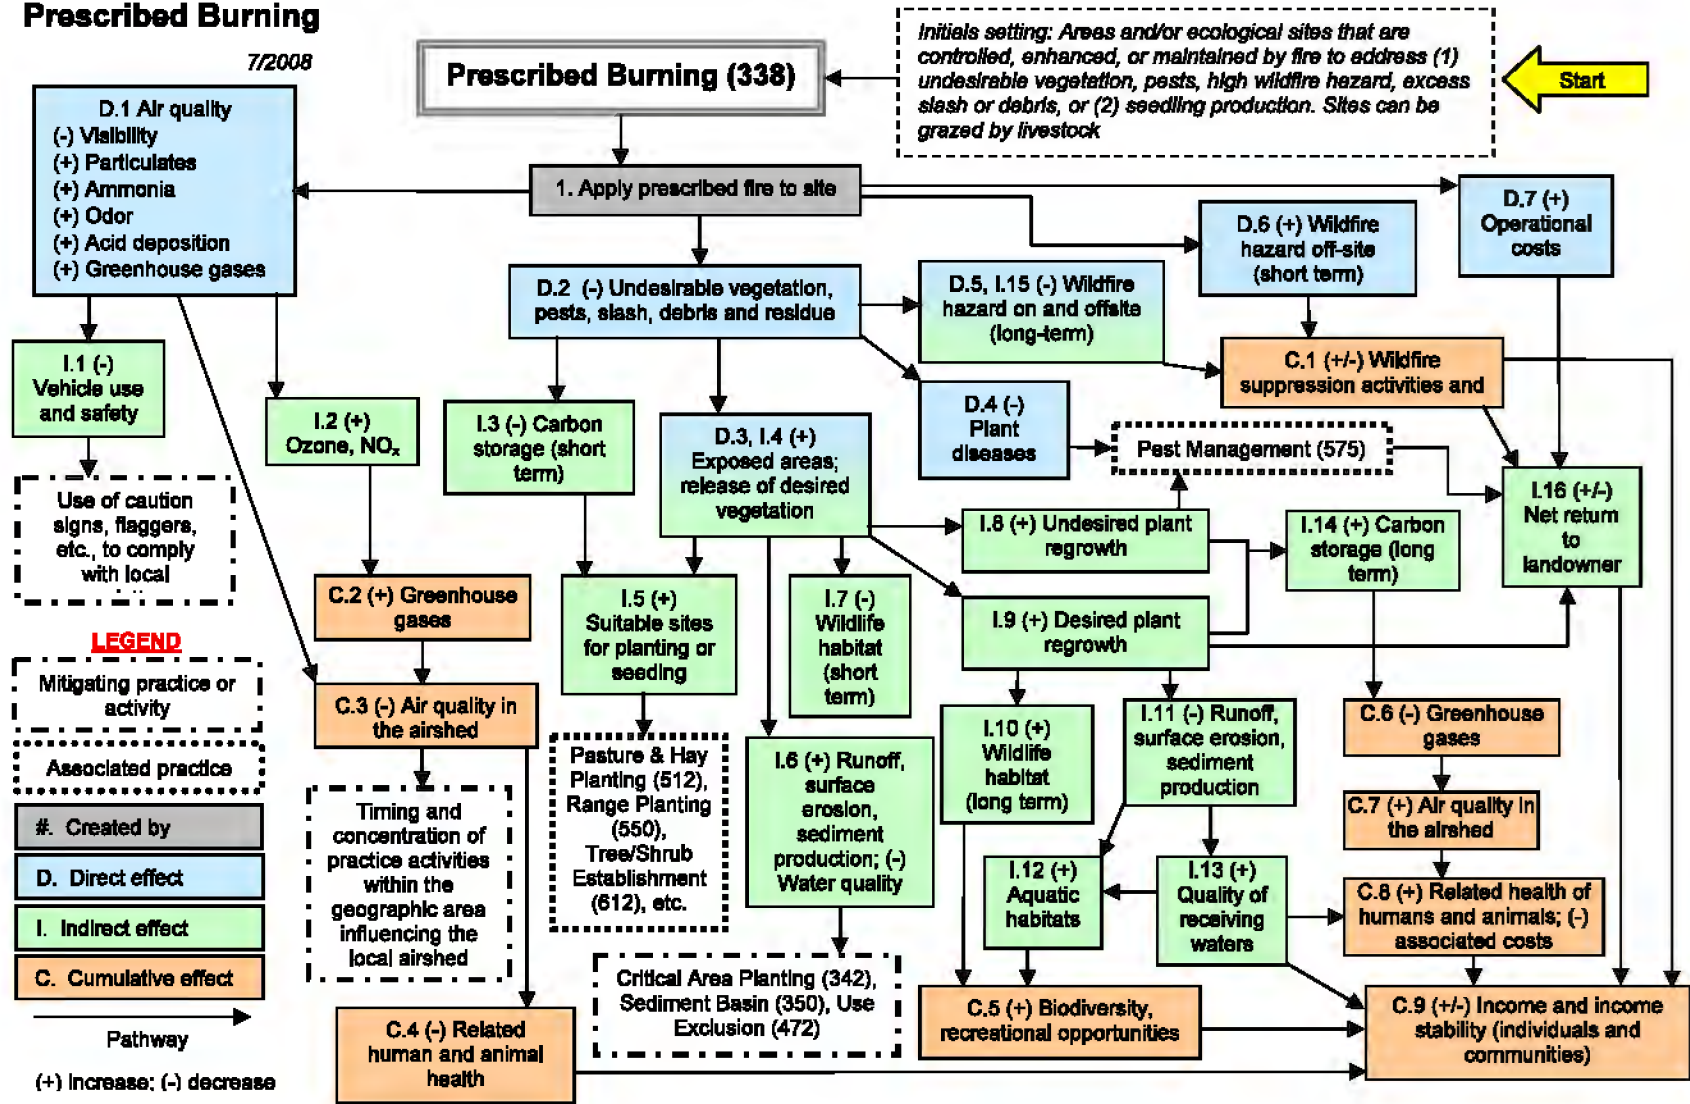 Prescribed Burning
7/2008
Prescribed Burning (338)
Initials setting: Areas and/or ecological sites that are
controlled, enhanced, or maintained by fire to address (1)
undesirable vegetation, pests, high wildfire hazard, excess
slash or debris, or (2) seedling production. Sites can be
grazed by livestock
Start
D.1 Air quality
(-) Visibility
(+) Particulates
(+) Ammonia
(+) Odor
(+) Acid deposition
(+) Greenhouse gases
1. Apply prescribed fire to site
D.7 (+)
Operational
costs
D.6 (+) Wildfire
hazard off-site
(short term)
D.2 (-) Undesirable vegetation,
pests, slash, debris and residue
D.5, I.15 (-) Wildfire
hazard on and offsite
(long-term)
I.1 (-)
Vehicle use
and safety
C.1 (+/-) Wildfire
suppression activities and
I.2 (+)
Ozone, NOx
I.3 (-) Carbon
storage (short
term)
D.3, I.4 (+)
Exposed areas;
release of desired
vegetation
D.4 (-)
Plant
diseases
Pest Management (575)
I.16 (+/-)
Net return
to
landowner
Use of caution
signs, flaggers,
etc., to comply
with local
I.8 (+) Undesired plant
regrowth
I.14 (+) Carbon
storage (long
term)
C.2 (+) Greenhouse
gases
I.5 (+)
Suitable sites
for planting or
seeding
I.7 (-)
Wildlife
habitat
(short
term)
I.9 (+) Desired plant
regrowth
LEGEND
Mitigating practice or
activity
Associated practice
#. Created by
D. Direct effect
I. Indirect effect
C. Cumulative effect
Pathway
(+) Increase; (-) decrease
C.3 (-) Air quality in
the airshed
Timing and
concentration of
practice activities
within the
geographic area
influencing the
local airshed
Pasture & Hay
Planting (512),
Range Planting
(550),
Tree/Shrub
Establishment
(612), etc.
I.6 (+) Runoff,
surface
erosion,
sediment
production; (-)
Water quality
I.10 (+)
Wildlife
habitat
(long term)
I.11 (-) Runoff,
surface erosion,
sediment
production
C.6 (-) Greenhouse
gases
C.7 (+) Air quality in
the airshed
I.12 (+)
Aquatic
habitats
I.13 (+)
Quality of
receiving
waters
C.8 (+) Related health of
humans and animals; (-)
associated costs
Critical Area Planting (342),
Sediment Basin (350), Use
Exclusion (472)
C.4 (-) Related
human and animal
health
C.5 (+) Biodiversity,
recreational opportunities
C.9 (+/-) Income and income
stability (individuals and
communities)